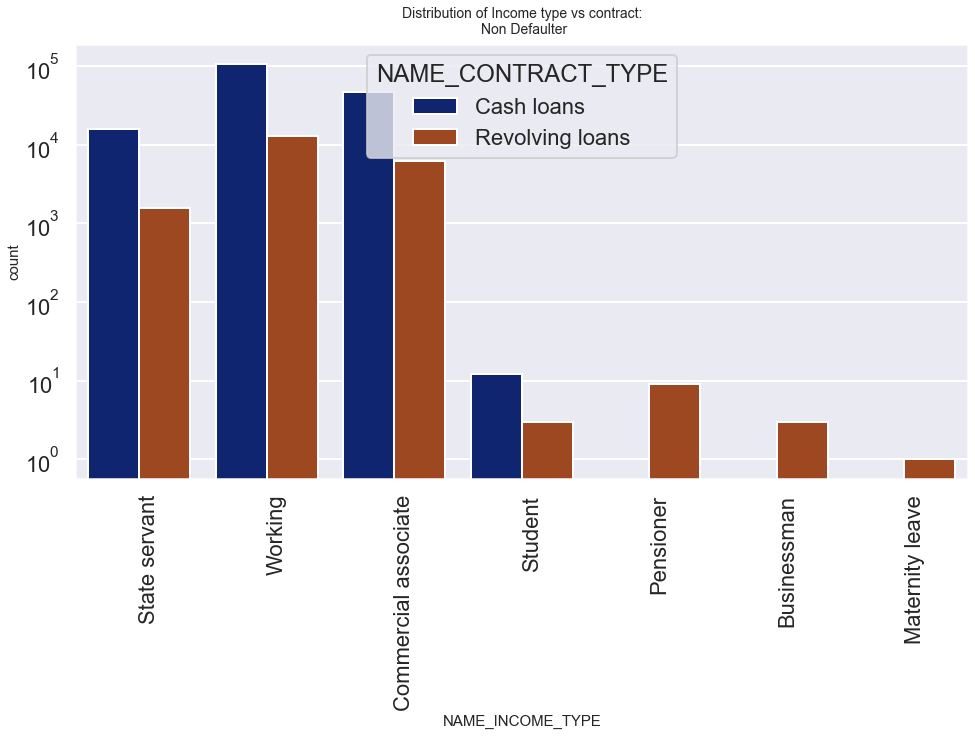 Distribution of Income type vs contract:
Non Defaulter
NAME_CONTRACT_TYPE
Cash loans
Revolving loans
10^5
10^4
10^3
10^2
10^1
10^0
count
State servant
Working
Commercial associate
Student
Pensioner
Businessman
Maternity leave
NAME_INCOME_TYPE